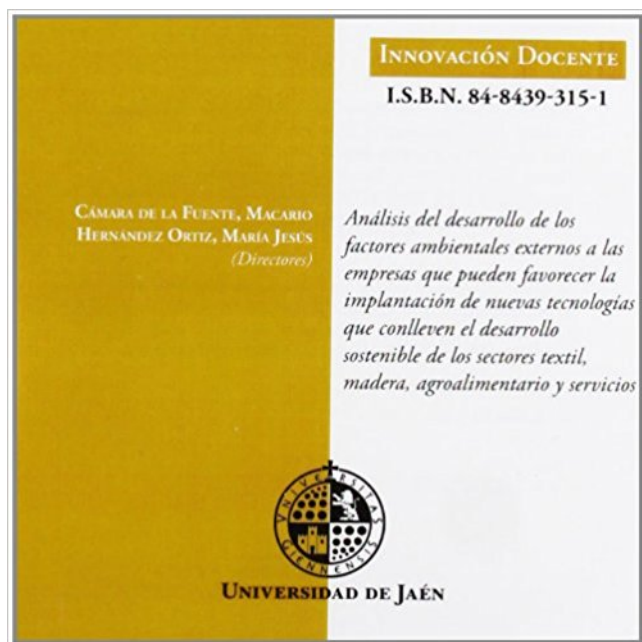 INNOVACIÓN DOCENTE
I.S.B.N. 84-8439-315-1
CÁMARA DE LA FUENTE, MACARIO
HERNÁNDEZ ORTIZ, MARÍA JESÚS
(Directores)
Análisis del desarrollo de los
factores ambientales externos a las
empresas que pueden favorecer la
implantación de nuevas tecnologías
que conlleven el desarrollo
sostenible de los sectores textil,
madera, agroalimentario y servicios
VNIVERSITAS
GIENNENSIS
UNIVERSIDAD DE JAÉN